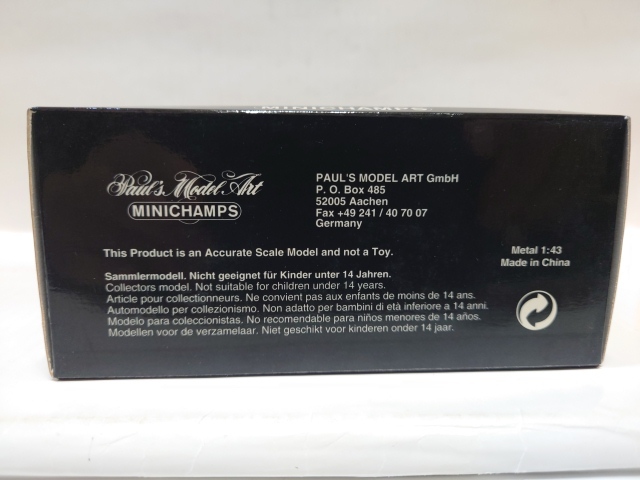 MINICHAMPS
Paul's Model Art
MINICHAMPS
PAUL'S MODEL ART GmbH
P. O. Box 485
52005 Aachen
Fax +49 241 / 40 70 07
Germany
This Product is an Accurate Scale Model and not a Toy.
Metal 1:43
Made in China
Sammlermodell. Nicht geeignet für Kinder unter 14 Jahren.
Collectors model. Not suitable for children under 14 years.
Article pour collectionneurs. Ne convient pas aux enfants de moins de 14 ans.
Automodello per collezionismo. Non adatto per bambini di età inferiore a 14 anni.
Modelo para coleccionistas. No recomendable para niños menores de 14 años.
Modellen voor de verzamelaar. Niet geschikt voor kinderen onder 14 jaar.